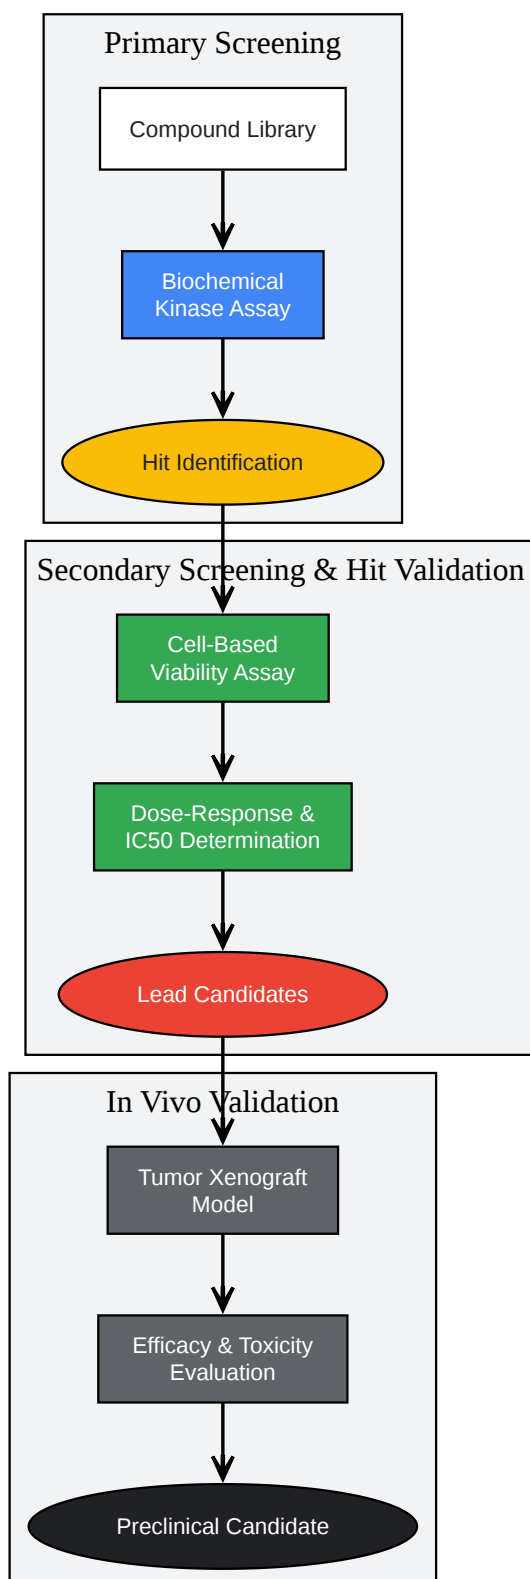 Primary Screening
Compound Library
Biochemical
Kinase Assay
Hit Identification
Secondary Screening & Hit Validation
Cell-Based
Viability Assay
Dose-Response &
IC50 Determination
Lead Candidates
In Vivo Validation
Tumor Xenograft
Model
Efficacy & Toxicity
Evaluation
Preclinical Candidate